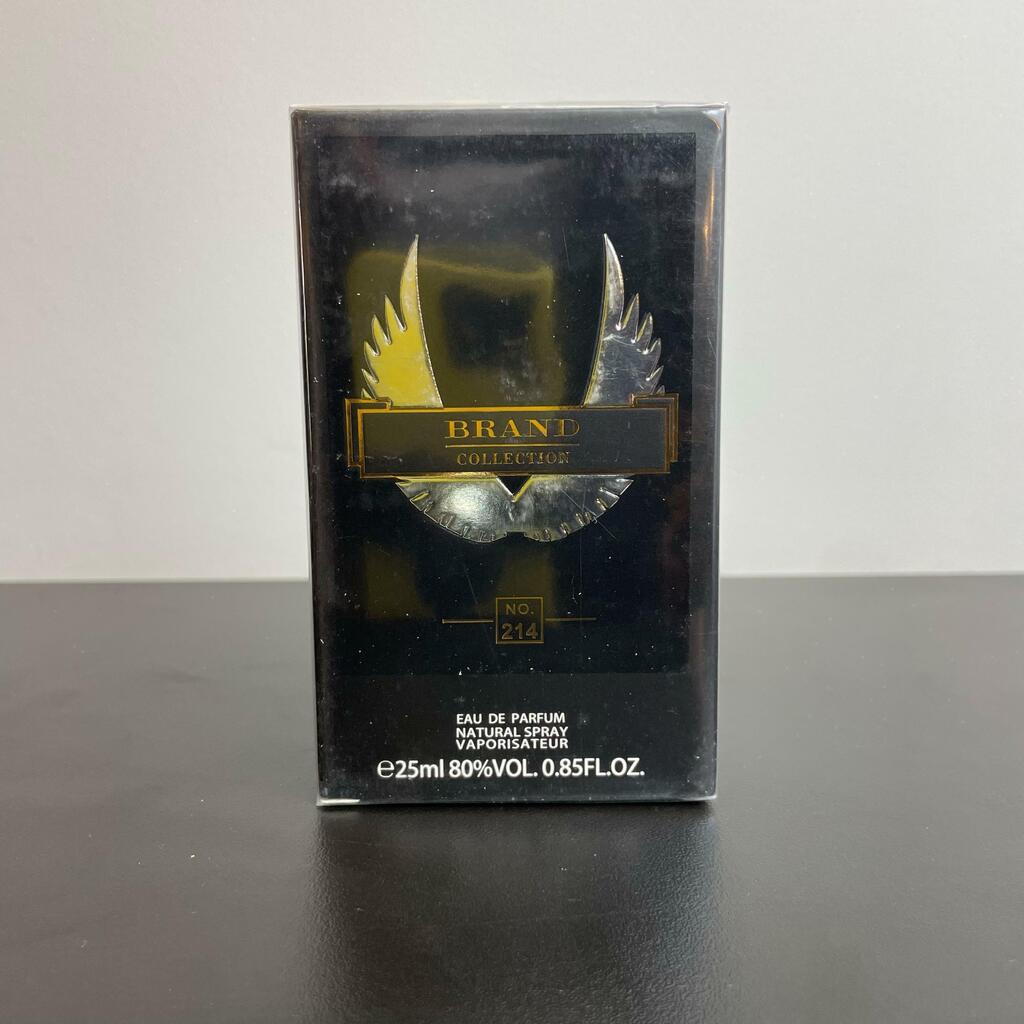 BRAND
COLLECTION
NO.
214
EAU DE PARFUM
NATURAL SPRAY
VAPORISATEUR
℮25ml 80%VOL. 0.85FL.OZ.